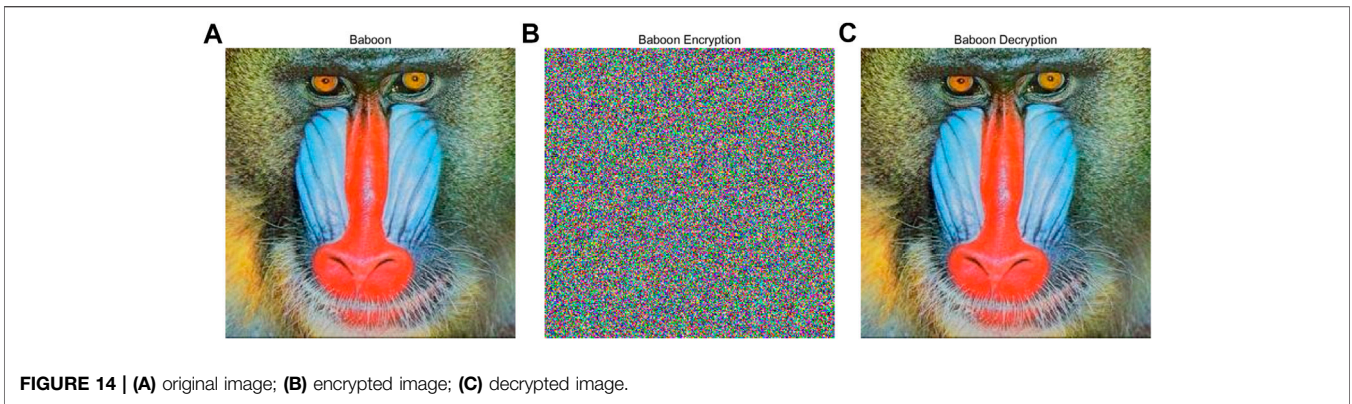 A
Baboon
B
Baboon Encryption
C
Baboon Decryption
FIGURE 14 | (A) original image; (B) encrypted image; (C) decrypted image.